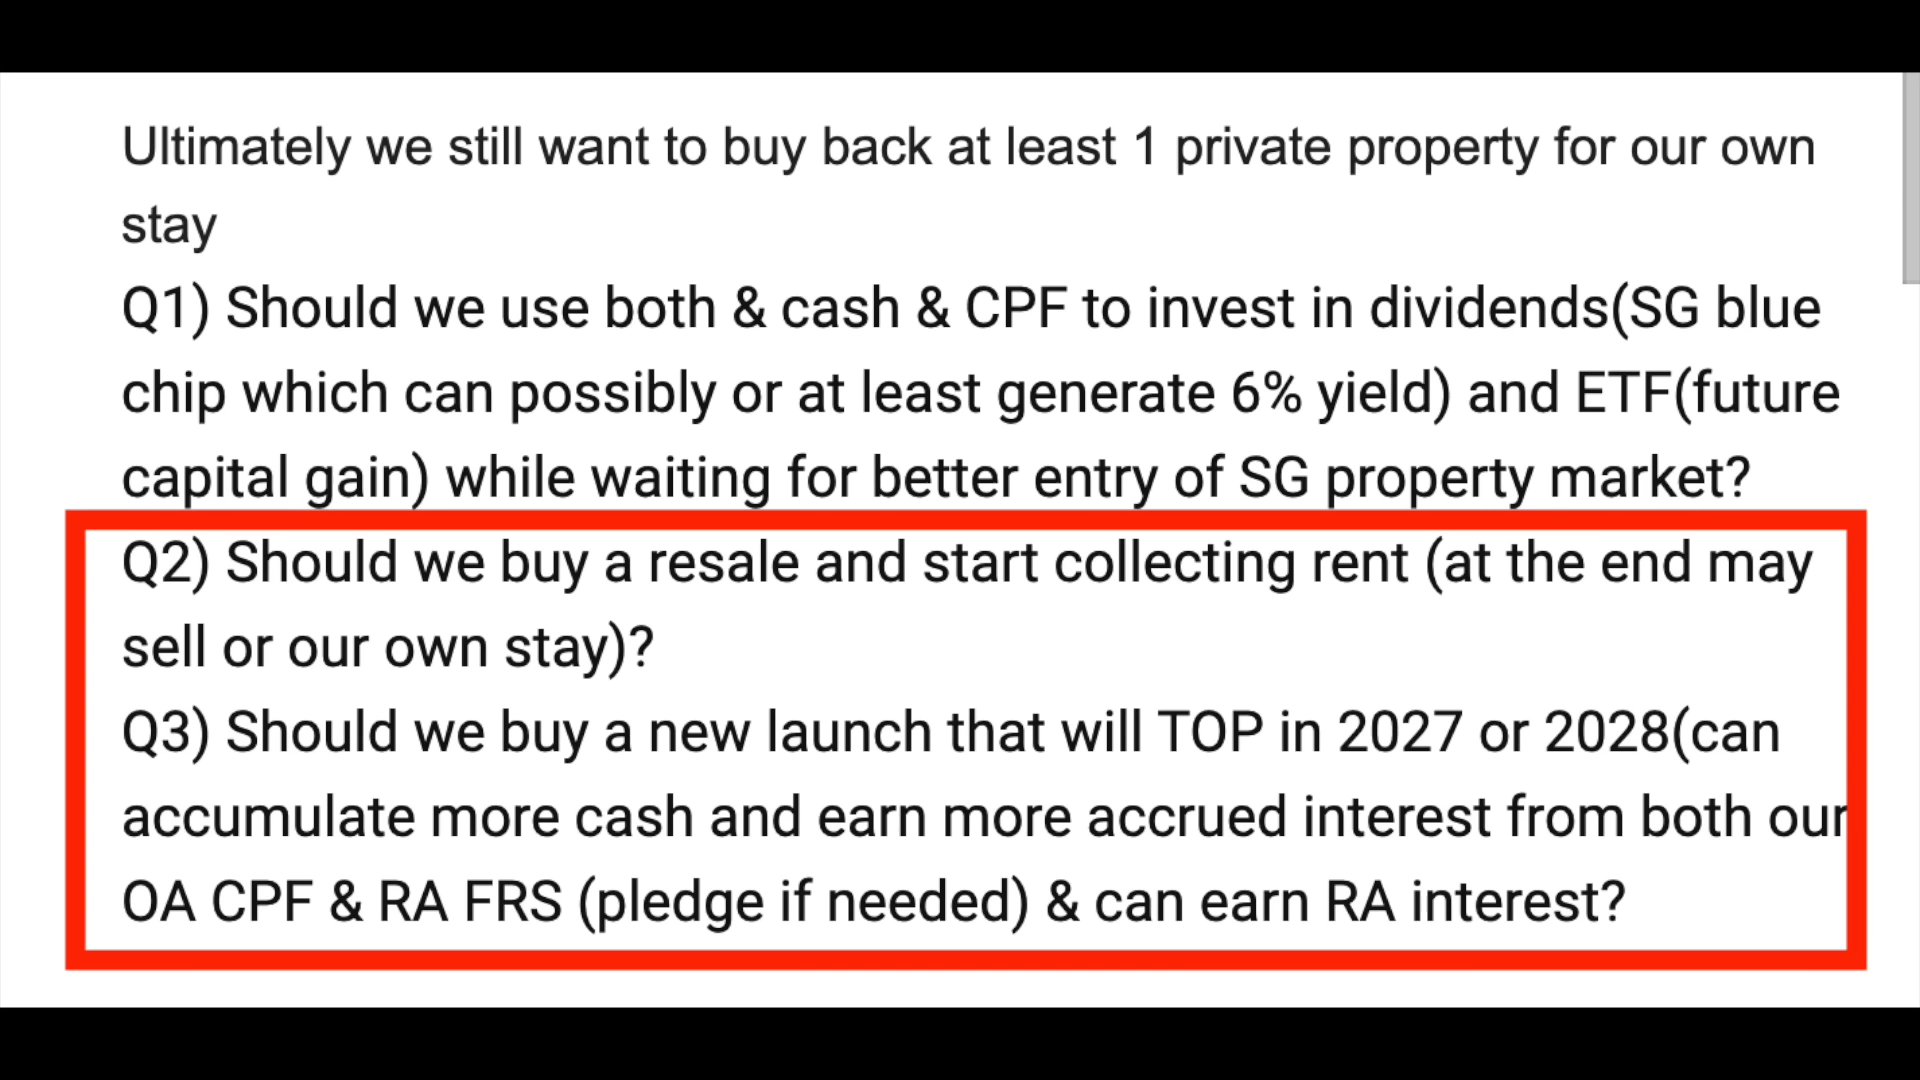 Ultimately we still want to buy back at least 1 private property for our own
stay
Q1) Should we use both & cash & CPF to invest in dividends(SG blue
chip which can possibly or at least generate 6% yield) and ETF(future
capital gain) while waiting for better entry of SG property market?
Q2) Should we buy a resale and start collecting rent (at the end may
sell or our own stay)?
Q3) Should we buy a new launch that will TOP in 2027 or 2028(can
accumulate more cash and earn more accrued interest from both our
OA CPF & RA FRS (pledge if needed) & can earn RA interest?